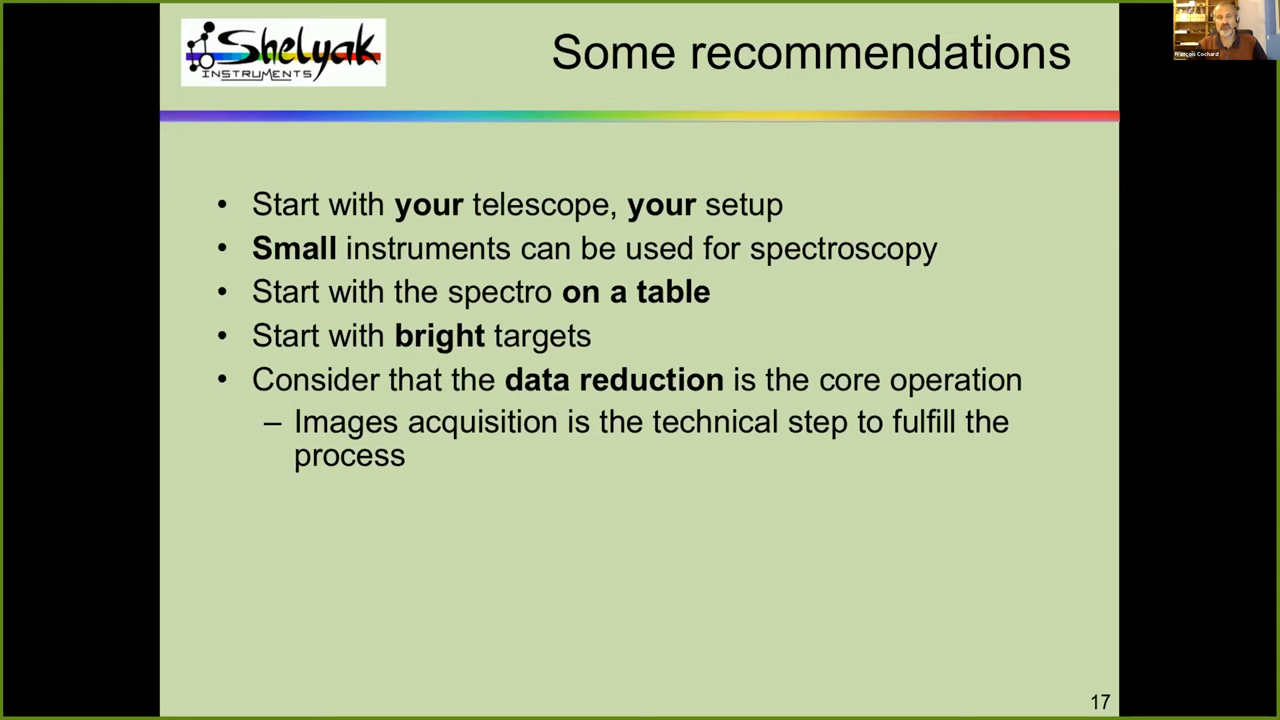 Shelyak
INSTRUMENTS
Some recommendations
François Cochard
• Start with your telescope, your setup
• Small instruments can be used for spectroscopy
• Start with the spectro on a table
• Start with bright targets
• Consider that the data reduction is the core operation
– Images acquisition is the technical step to fulfill the
process
17